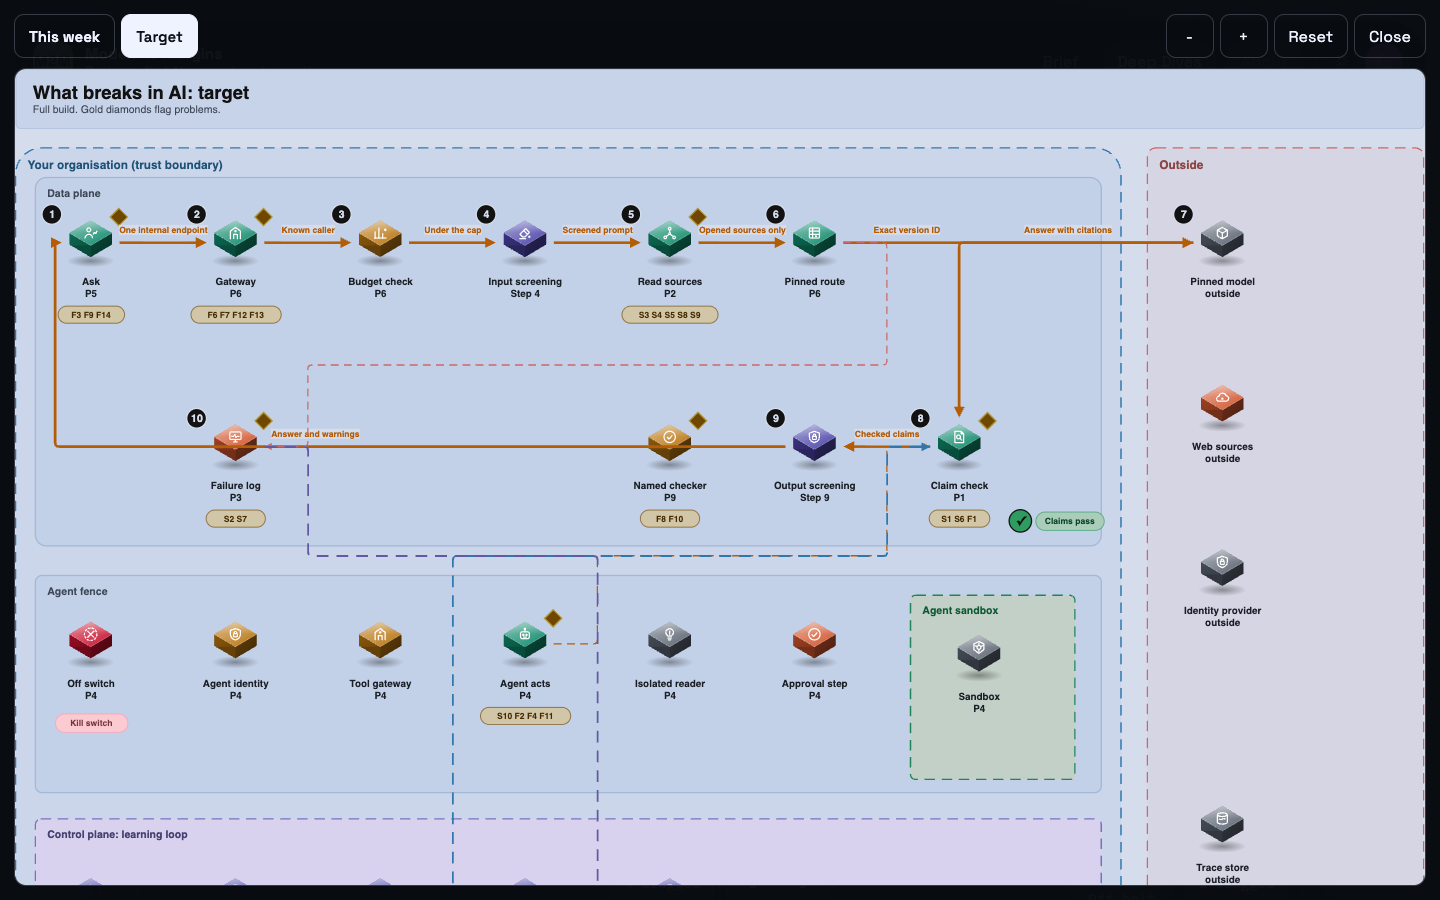 This week
Target
-
+
Reset
Close
What breaks in AI: target
Full build. Gold diamonds flag problems.
Your organisation (trust boundary)
Outside
Data plane
1
2
3
4
5
6
7
One internal endpoint
Known caller
Under the cap
Screened prompt
Opened sources only
Exact version ID
Answer with citations
Ask
P5
Gateway
P6
Budget check
P6
Input screening
Step 4
Read sources
P2
Pinned route
P6
Pinned model
outside
F3 F9 F14
F6 F7 F12 F13
S3 S4 S5 S8 S9
10
9
8
Answer and warnings
Checked claims
Web sources
outside
Failure log
P3
Named checker
P9
Output screening
Step 9
Claim check
P1
S2 S7
F8 F10
S1 S6 F1
Claims pass
Agent fence
Agent sandbox
Identity provider
outside
Off switch
P4
Agent identity
P4
Tool gateway
P4
Agent acts
P4
Isolated reader
P4
Approval step
P4
Sandbox
P4
Kill switch
S10 F2 F4 F11
Control plane: learning loop
Trace store
outside